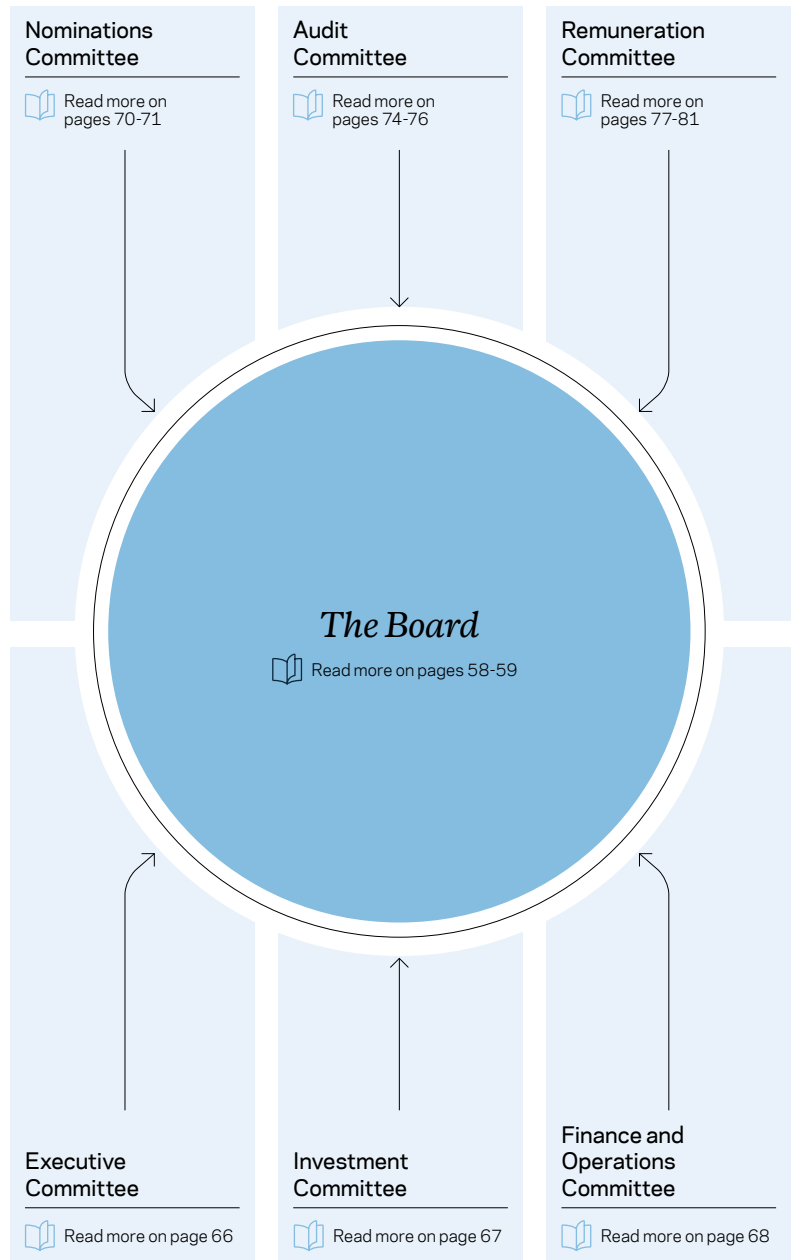 Nominations
Committee
Read more on
pages 70-71
Audit
Committee
Read more on
pages 74-76
Remuneration
Committee
Read more on
pages 77-81
The Board
Read more on pages 58-59
Executive
Committee
Read more on page 66
Investment
Committee
Read more on page 67
Finance and
Operations
Committee
Read more on page 68